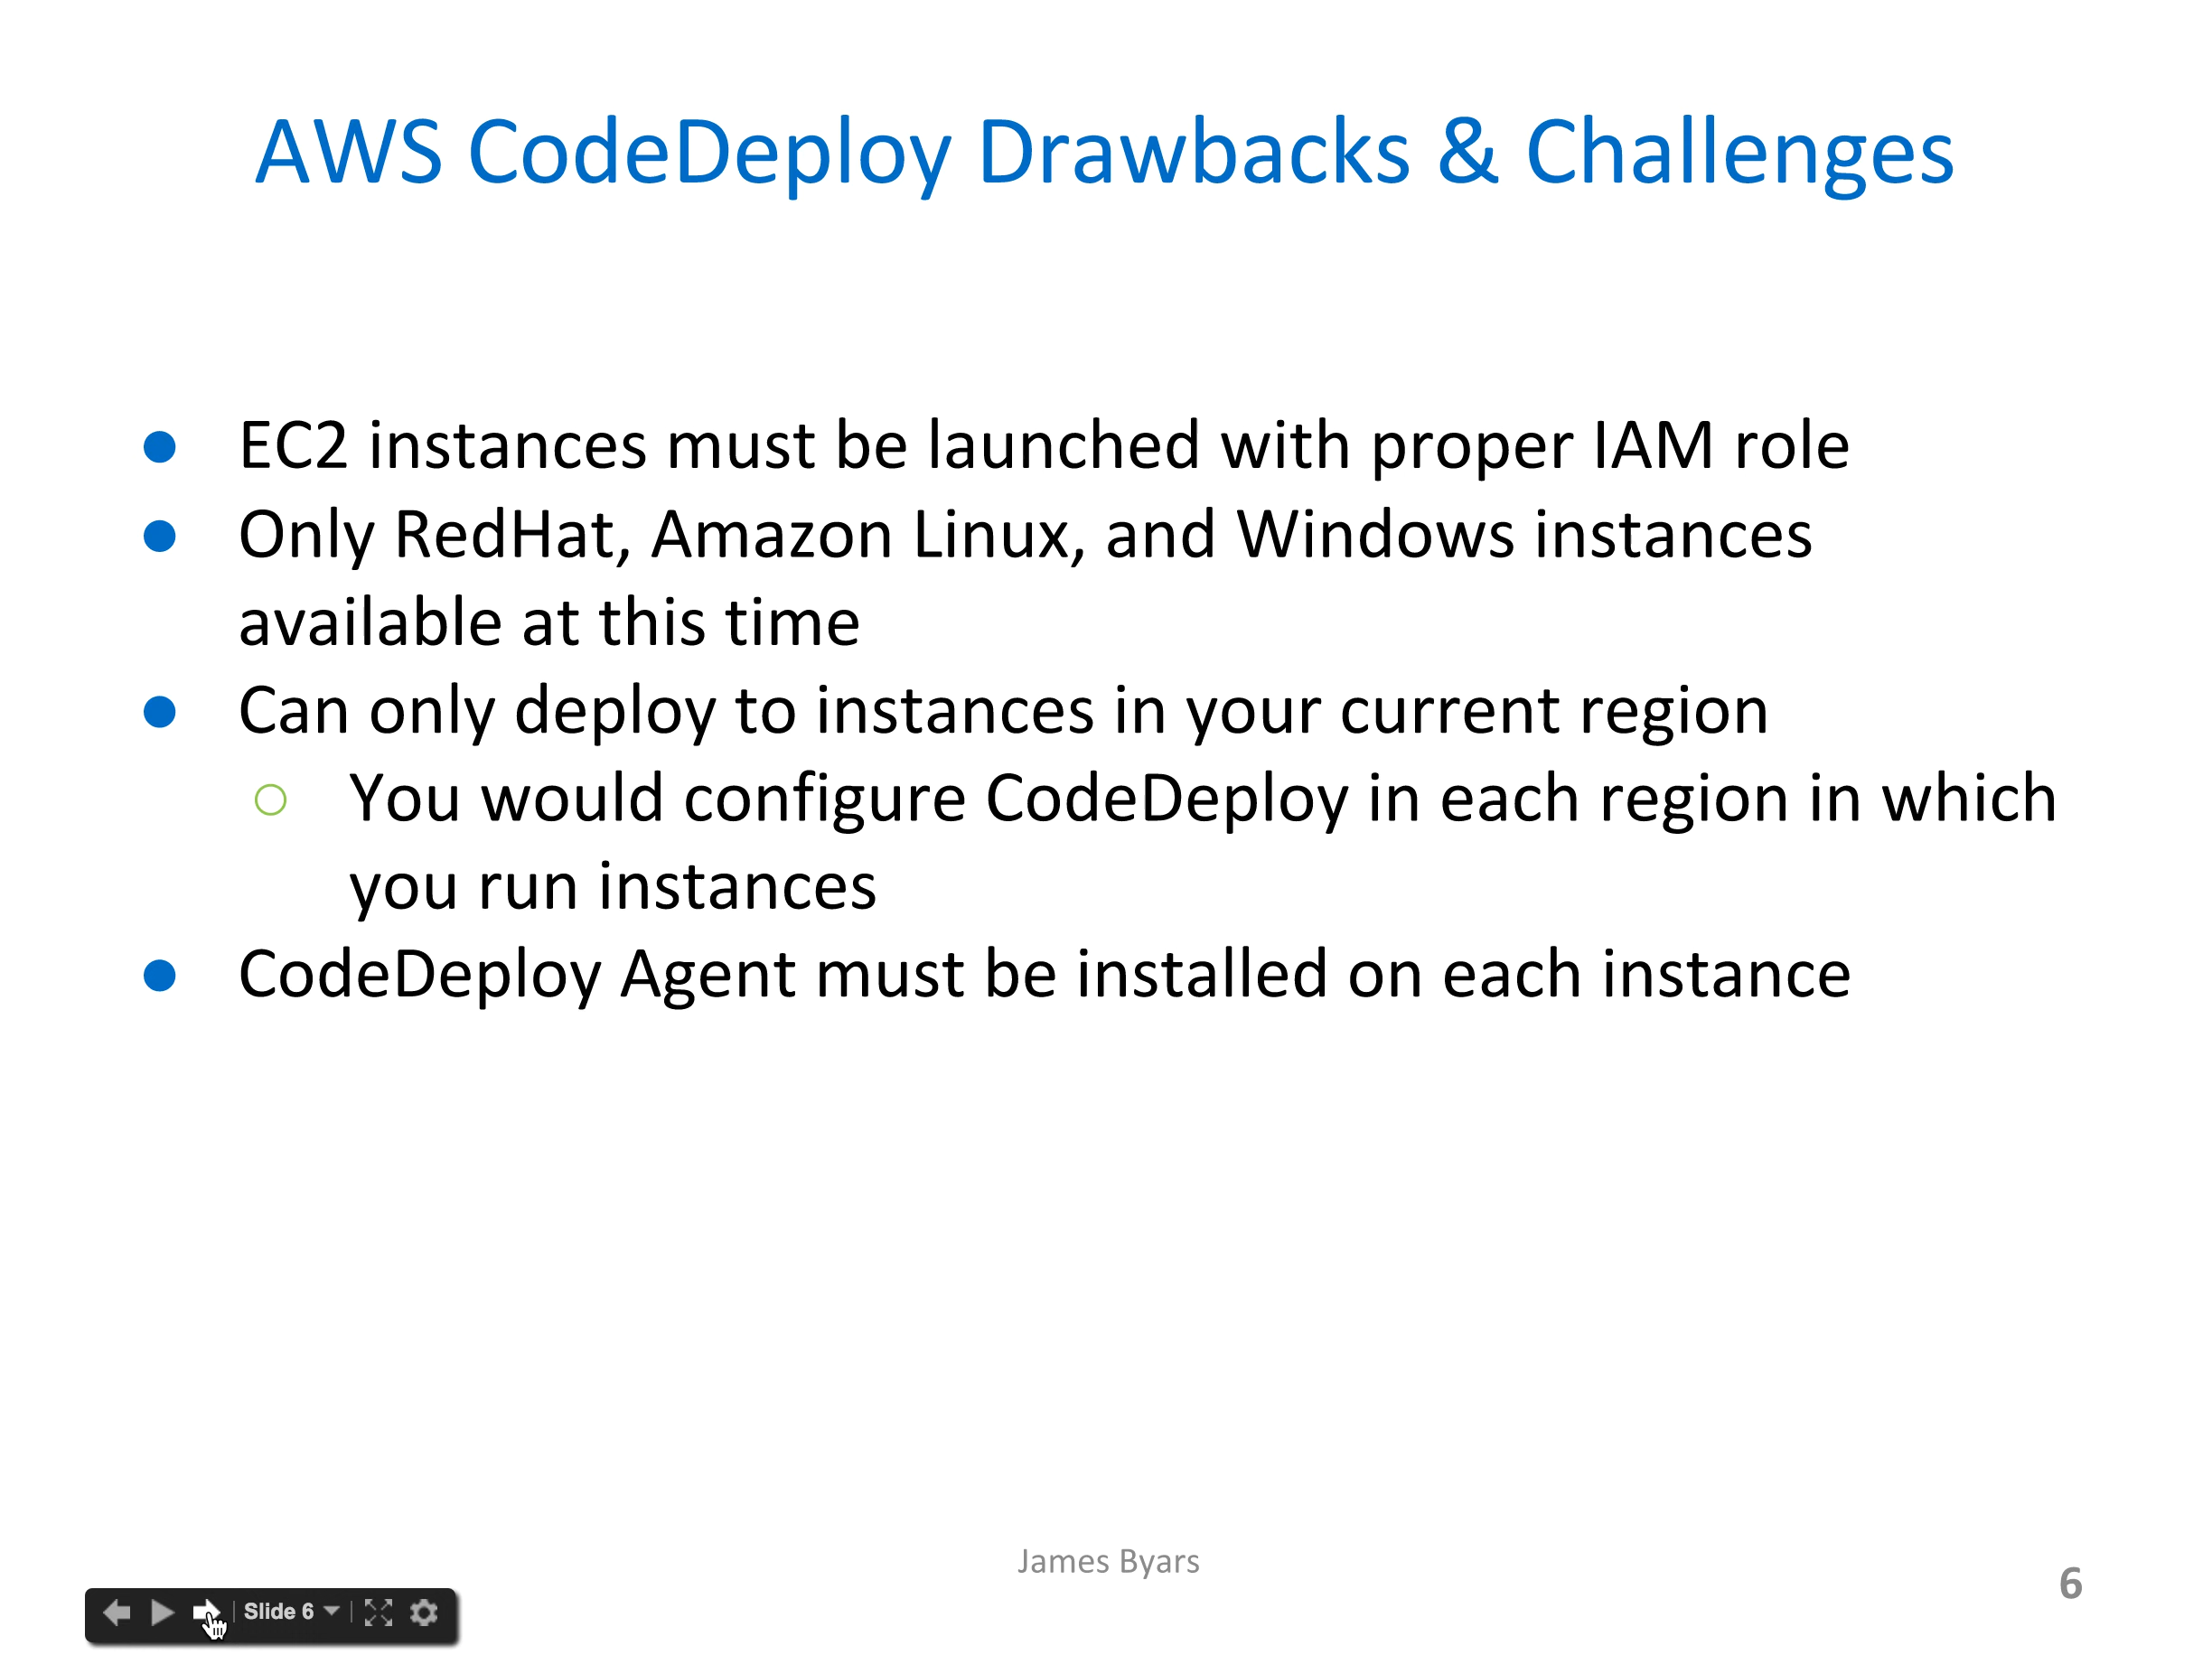 AWS CodeDeploy Drawbacks & Challenges
EC2 instances must be launched with proper IAM role
Only RedHat, Amazon Linux, and Windows instances
available at this time
Can only deploy to instances in your current region
You would configure CodeDeploy in each region in which
you run instances
CodeDeploy Agent must be installed on each instance
James Byars
6
Slide 6